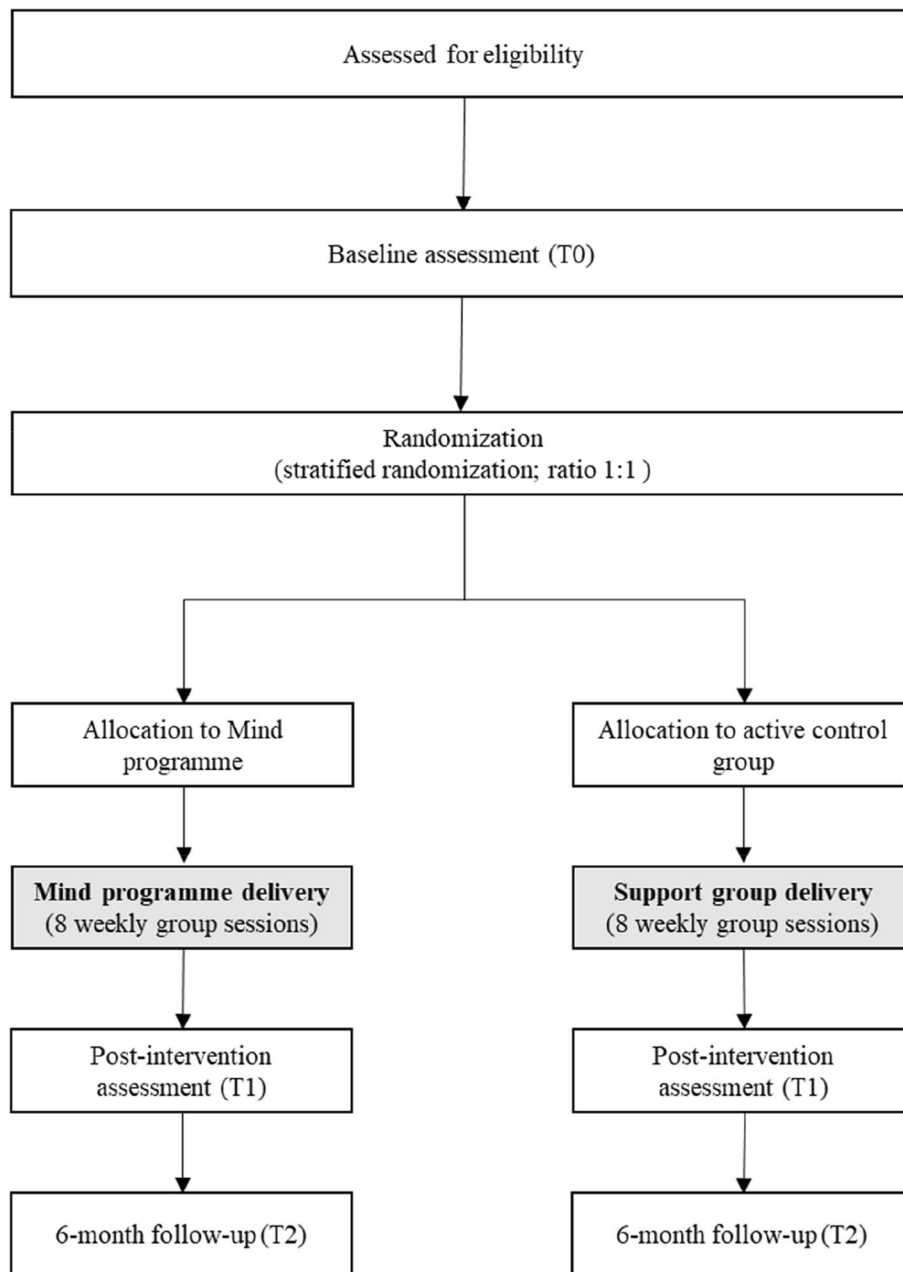 Assessed for eligibility
Baseline assessment (T0)
Randomization
(stratified randomization; ratio 1:1 )
Allocation to Mind
programme
Allocation to active control
group
Mind programme delivery
(8 weekly group sessions)
Support group delivery
(8 weekly group sessions)
Post-intervention
assessment (T1)
Post-intervention
assessment (T1)
6-month follow-up (T2)
6-month follow-up (T2)